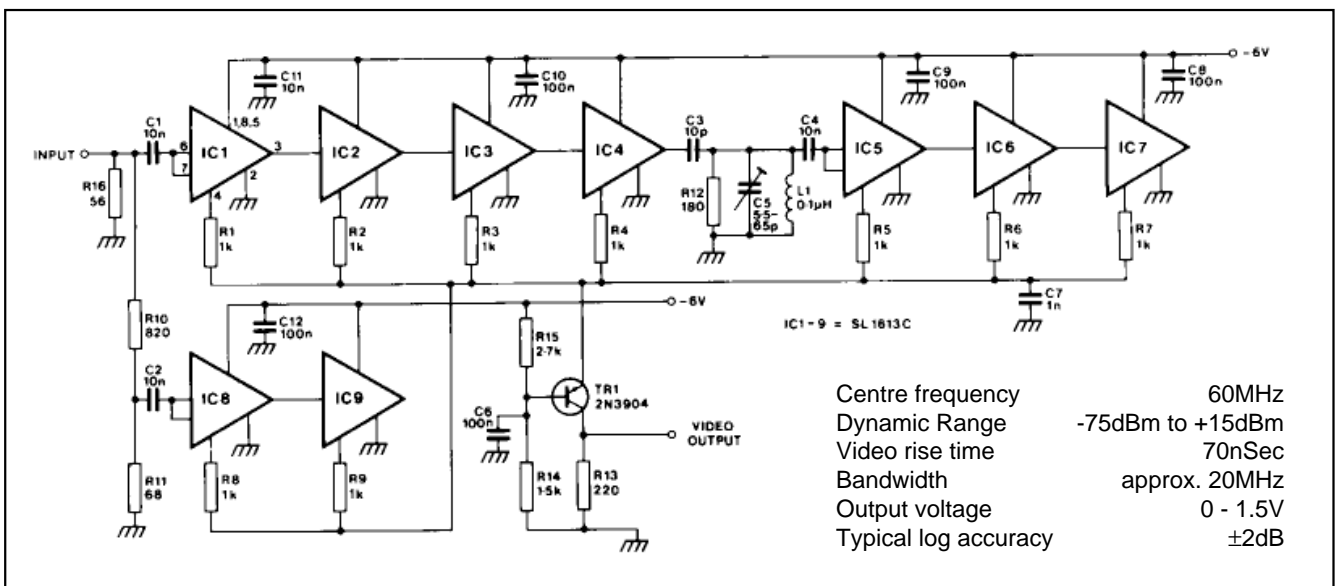 -6V
C11
10n
C10
100n
C9
100n
C8
100n
1,8,5
C1
10n
6
7
IC1
3
2
4
IC2
IC3
IC4
C3
10p
C4
10n
IC5
IC6
IC7
INPUT
R16
56
R12
180
C5
5·5-
65p
L1
0·1µH
R1
1k
R2
1k
R3
1k
R4
1k
R5
1k
R6
1k
R7
1k
C7
1n
IC1-9 = SL1613C
R10
820
C12
100n
-6V
R15
2·7k
C2
10n
IC8
IC9
TR1
2N3904
C6
100n
VIDEO
OUTPUT
R11
68
R8
1k
R9
1k
R14
1·5k
R13
220
Centre frequency 60MHz
Dynamic Range -75dBm to +15dBm
Video rise time 70nSec
Bandwidth approx. 20MHz
Output voltage 0 - 1.5V
Typical log accuracy ±2dB